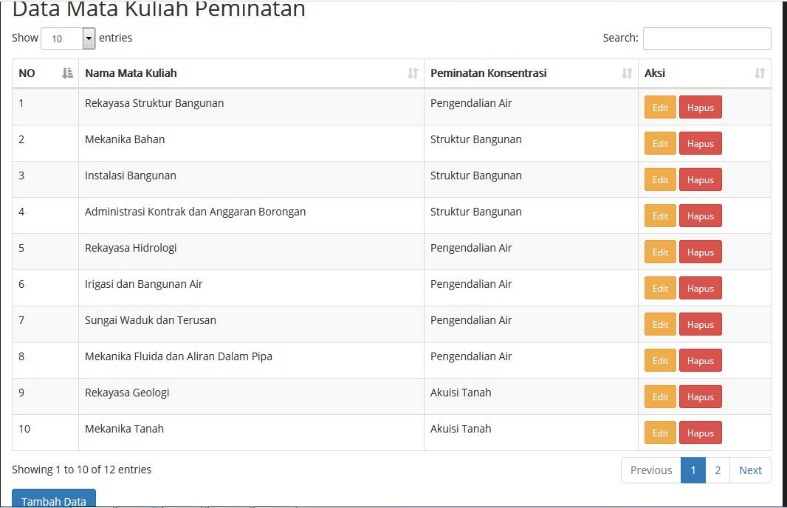 Data Mata Kuliah Peminatan
Show 10 entries Search:
NO Nama Mata Kuliah Peminatan Konsentrasi Aksi
1 Rekayasa Struktur Bangunan Pengendalian Air Edit Hapus
2 Mekanika Bahan Struktur Bangunan Edit Hapus
3 Instalasi Bangunan Struktur Bangunan Edit Hapus
4 Administrasi Kontrak dan Anggaran Borongan Struktur Bangunan Edit Hapus
5 Rekayasa Hidrologi Pengendalian Air Edit Hapus
6 Irigasi dan Bangunan Air Pengendalian Air Edit Hapus
7 Sungai Waduk dan Terusan Pengendalian Air Edit Hapus
8 Mekanika Fluida dan Aliran Dalam Pipa Pengendalian Air Edit Hapus
9 Rekayasa Geologi Akuisi Tanah Edit Hapus
10 Mekanika Tanah Akuisi Tanah Edit Hapus
Showing 1 to 10 of 12 entries Previous 1 2 Next
Tambah Data